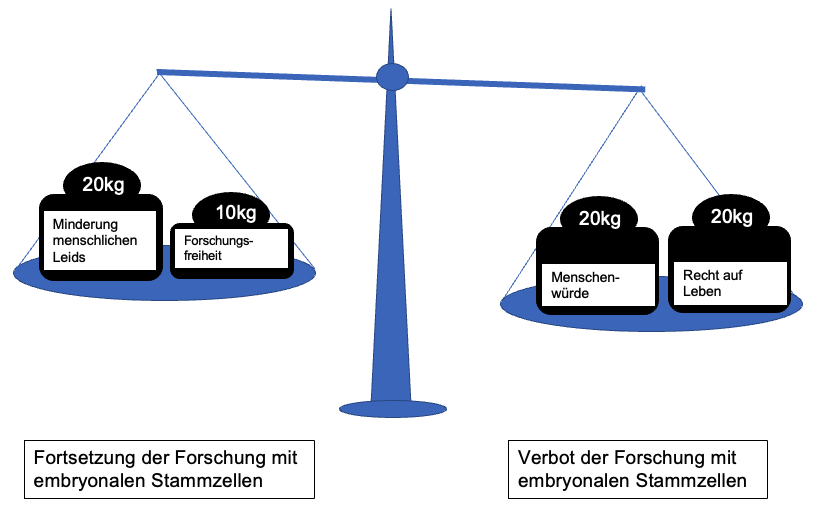 20kg
Minderung
menschlichen
Leids
10kg
Forschungs-
freiheit
20kg
Menschen-
würde
20kg
Recht auf
Leben
Fortsetzung der Forschung mit
embryonalen Stammzellen
Verbot der Forschung mit
embryonalen Stammzellen